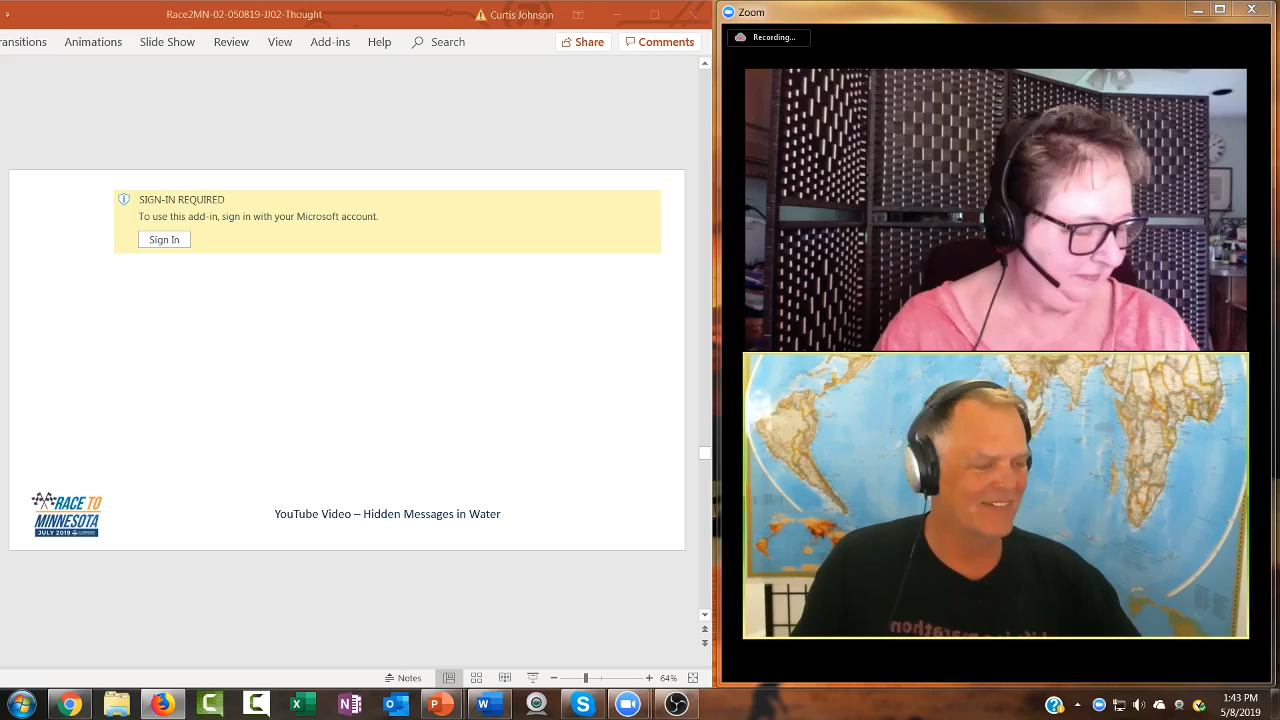 Race2MN-02-050819-JJ02-Thought
Curtis Johnson
Animations
Slide Show
Review
View
Add-ins
Help
Search
Share
Comments
SIGN-IN REQUIRED
To use this add-in, sign in with your Microsoft account.
Sign In
RACE TO
MINNESOTA
JULY 2019
YouTube Video – Hidden Messages in Water
Notes
64%
Zoom
Recording...
marathon
1:43 PM
5/8/2019